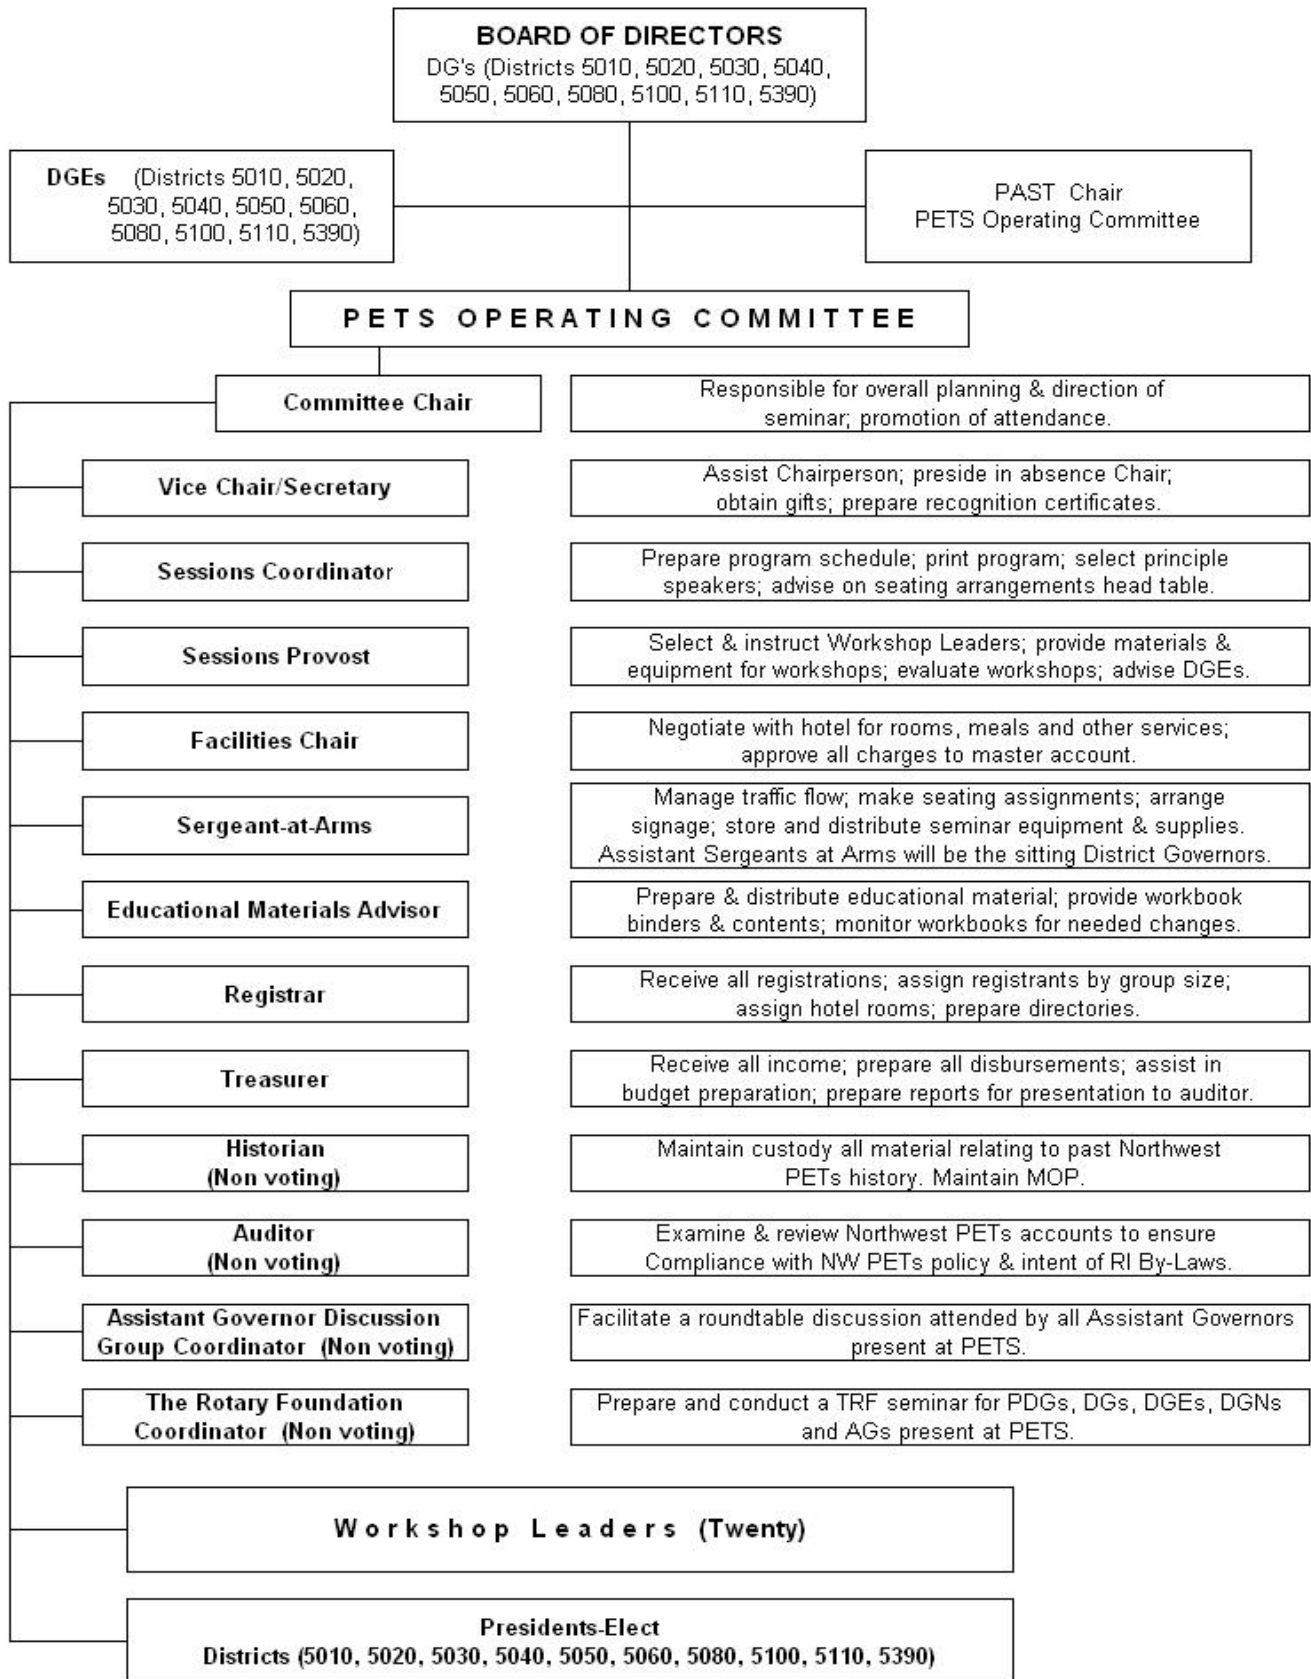 BOARD OF DIRECTORS
DG's (Districts 5010, 5020, 5030, 5040,
5050, 5060, 5080, 5100, 5110, 5390)
DGEs (Districts 5010, 5020,
5030, 5040, 5050, 5060,
5080, 5100, 5110, 5390)
PAST Chair
PETS Operating Committee
PETS OPERATING COMMITTEE
Committee Chair
Responsible for overall planning & direction of
seminar; promotion of attendance.
Vice Chair/Secretary
Assist Chairperson; preside in absence Chair;
obtain gifts; prepare recognition certificates.
Sessions Coordinator
Prepare program schedule; print program; select principle
speakers; advise on seating arrangements head table.
Sessions Provost
Select & instruct Workshop Leaders; provide materials &
equipment for workshops; evaluate workshops; advise DGEs.
Facilities Chair
Negotiate with hotel for rooms, meals and other services;
approve all charges to master account.
Sergeant-at-Arms
Manage traffic flow; make seating assignments; arrange
signage; store and distribute seminar equipment & supplies.
Assistant Sergeants at Arms will be the sitting District Governors.
Educational Materials Advisor
Prepare & distribute educational material; provide workbook
binders & contents; monitor workbooks for needed changes.
Registrar
Receive all registrations; assign registrants by group size;
assign hotel rooms; prepare directories.
Treasurer
Receive all income; prepare all disbursements; assist in
budget preparation; prepare reports for presentation to auditor.
Historian
(Non voting)
Maintain custody all material relating to past Northwest
PETs history. Maintain MOP.
Auditor
(Non voting)
Examine & review Northwest PETs accounts to ensure
Compliance with NW PETs policy & intent of RI By-Laws.
Assistant Governor Discussion
Group Coordinator (Non voting)
Facilitate a roundtable discussion attended by all Assistant Governors
present at PETS.
The Rotary Foundation
Coordinator (Non voting)
Prepare and conduct a TRF seminar for PDGs, DGs, DGEs, DGNs
and AGs present at PETS.
Workshop Leaders (Twenty)
Presidents-Elect
Districts (5010, 5020, 5030, 5040, 5050, 5060, 5080, 5100, 5110, 5390)